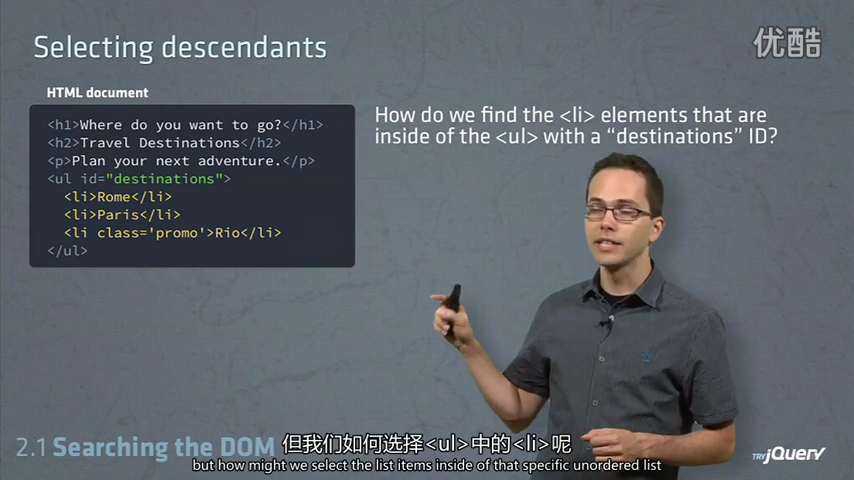 Selecting descendants
优酷
HTML document
<h1>Where do you want to go?</h1>
<h2>Travel Destinations</h2>
<p>Plan your next adventure.</p>
<ul id="destinations">
<li>Rome</li>
<li>Paris</li>
<li class='promo'>Rio</li>
</ul>
How do we find the <li> elements that are
inside of the <ul> with a “destinations” ID?
2.1 Searching the DOM
但我们如何选择<ul>中的<li>呢
but how might we select the list items inside of that specific unordered list
TRY jQuery